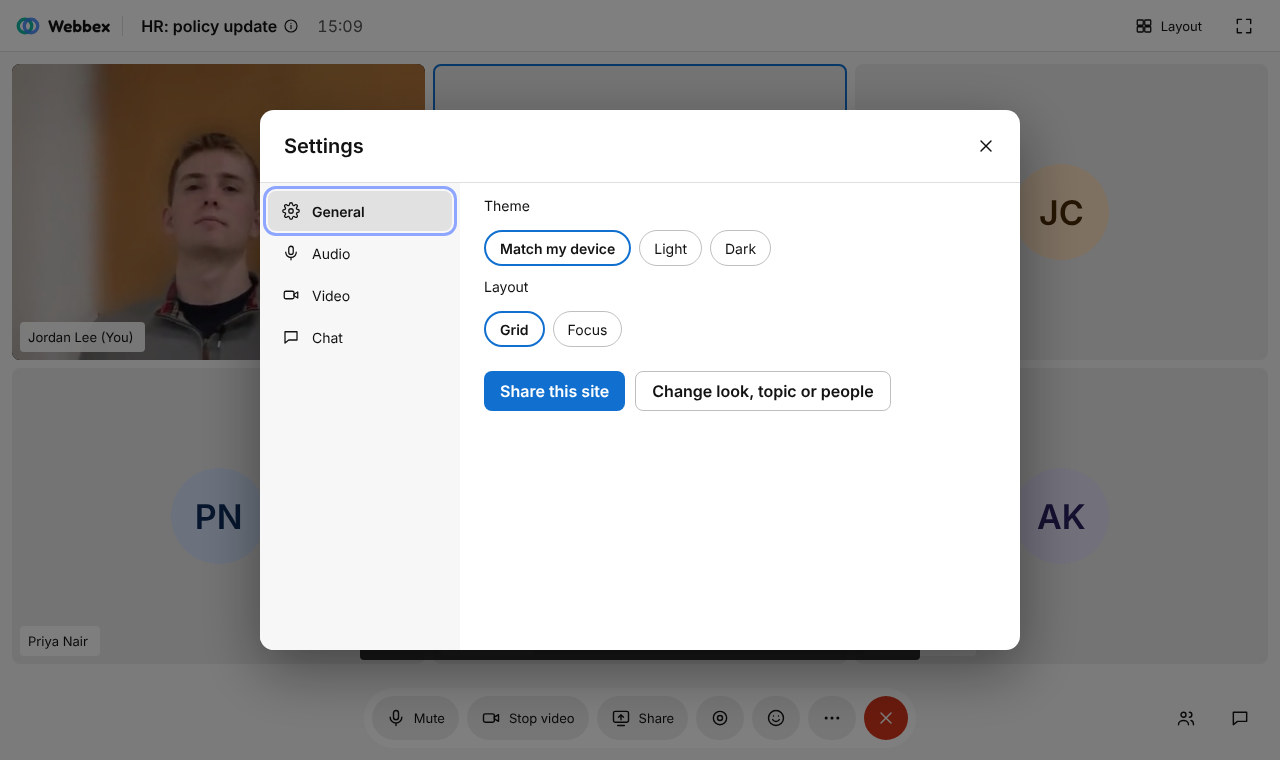 Webbex HR: policy update 15:09 Layout
Settings
General
Audio
Video
Chat
Theme
Match my device Light Dark
Layout
Grid Focus
Share this site Change look, topic or people
JC
Jordan Lee (You)
PN
AK
Priya Nair
Mute Stop video Share